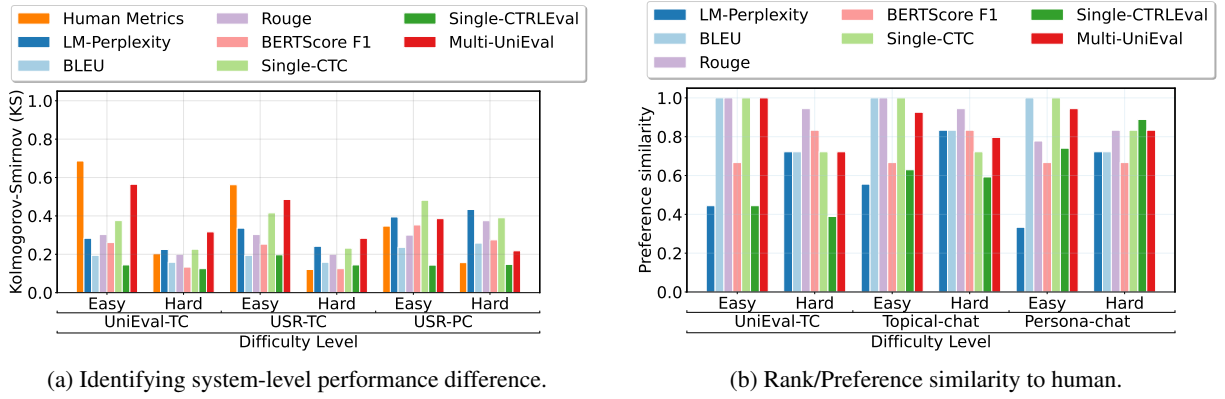 Human Metrics
LM-Perplexity
BLEU
Rouge
BERTScore F1
Single-CTC
Single-CTRLEval
Multi-UniEval
Kolmogorov-Smirnov (KS)
1.0
0.8
0.6
0.4
0.2
0.0
Easy Hard Easy Hard Easy Hard
UniEval-TC USR-TC USR-PC
Difficulty Level
(a) Identifying system-level performance difference.
LM-Perplexity
BLEU
Rouge
BERTScore F1
Single-CTC
Single-CTRLEval
Multi-UniEval
Preference similarity
1.0
0.8
0.6
0.4
0.2
0.0
Easy Hard Easy Hard Easy Hard
UniEval-TC Topical-chat Persona-chat
Difficulty Level
(b) Rank/Preference similarity to human.